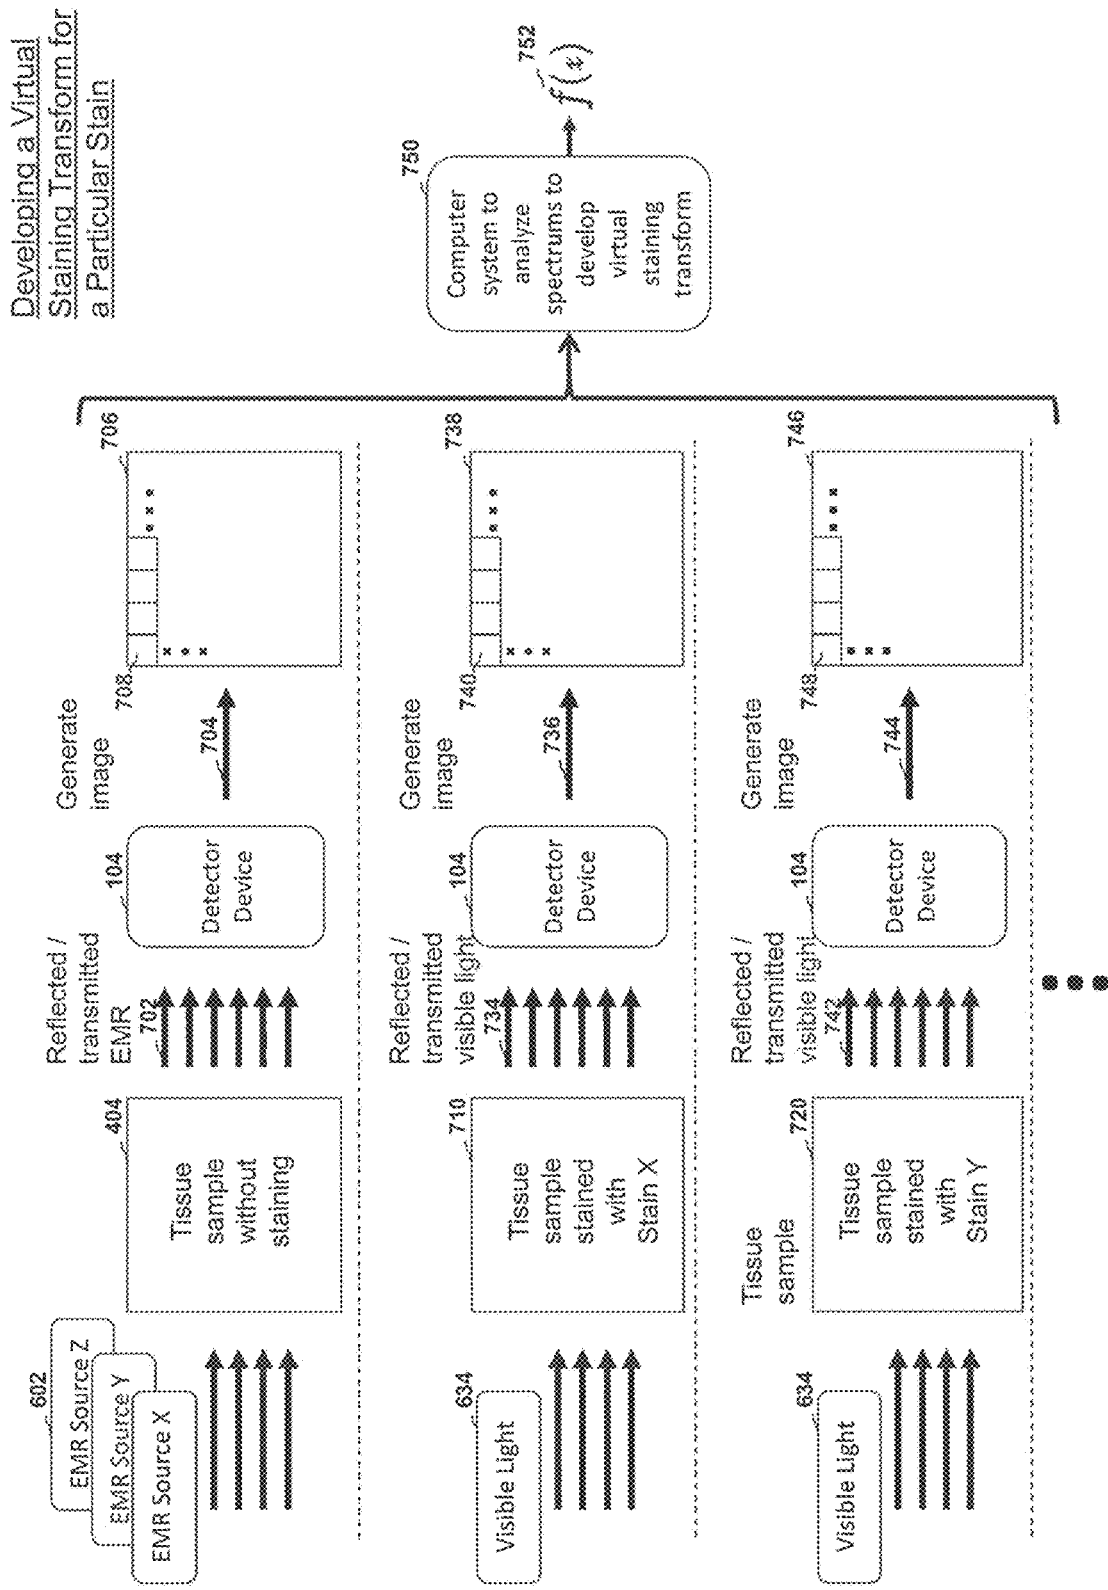 Developing a Virtual
Staining Transform for
a Particular Stain
602
EMR Source Z
EMR Source Y
EMR Source X
404
Tissue
sample
without
staining
Reflected /
transmitted
EMR
702
104
Detector
Device
Generate
image
704
706
708
634
Visible Light
710
Tissue
sample
stained
with
Stain X
Reflected /
transmitted
visible light
734
104
Detector
Device
Generate
image
736
738
740
634
Visible Light
Tissue
sample
720
Tissue
sample
stained
with
Stain Y
Reflected /
transmitted
visible light
742
104
Detector
Device
Generate
image
744
746
748
750
Computer
system to
analyze
spectrums to
develop
virtual
staining
transform
752
f(x)